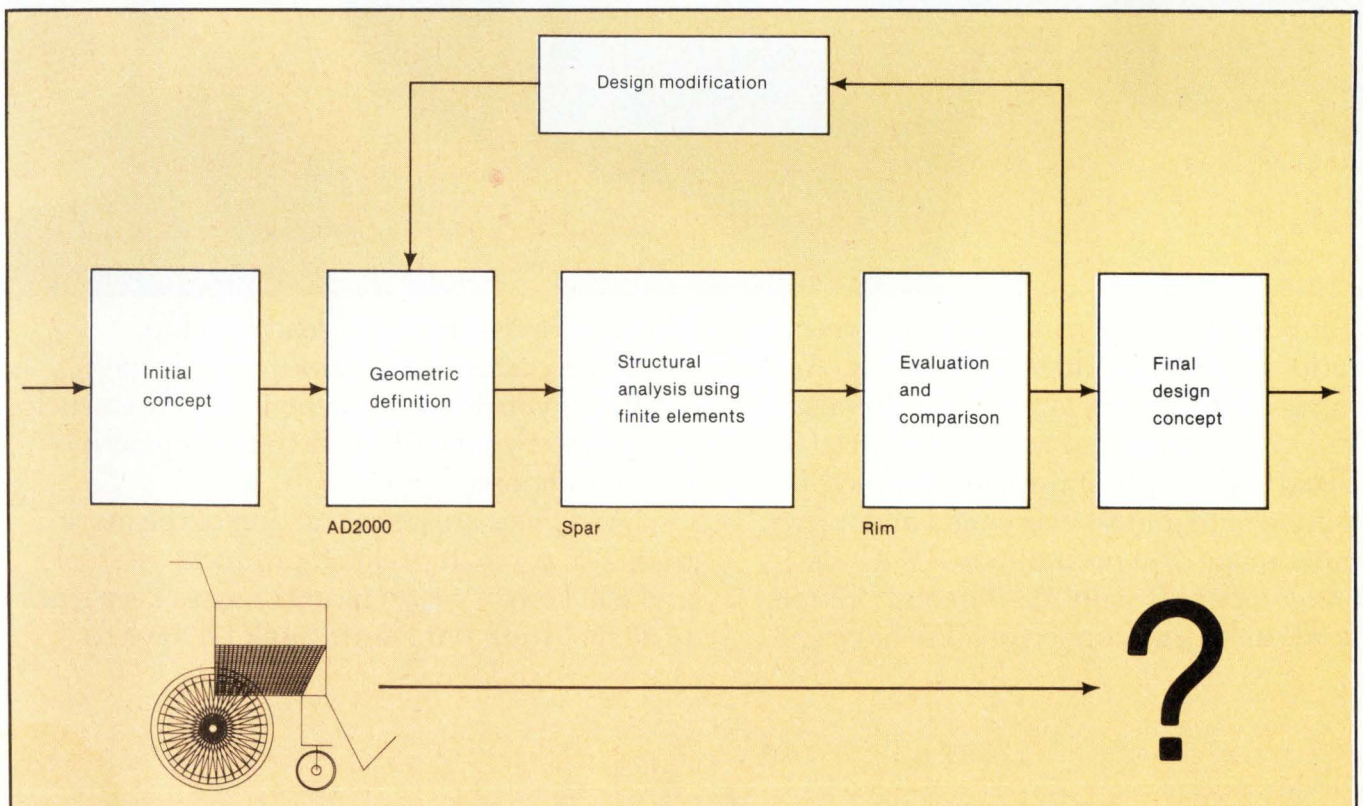 Design modification
Initial
concept
Geometric
definition
Structural
analysis using
finite elements
Evaluation
and
comparison
Final
design
concept
AD2000
Spar
Rim
?